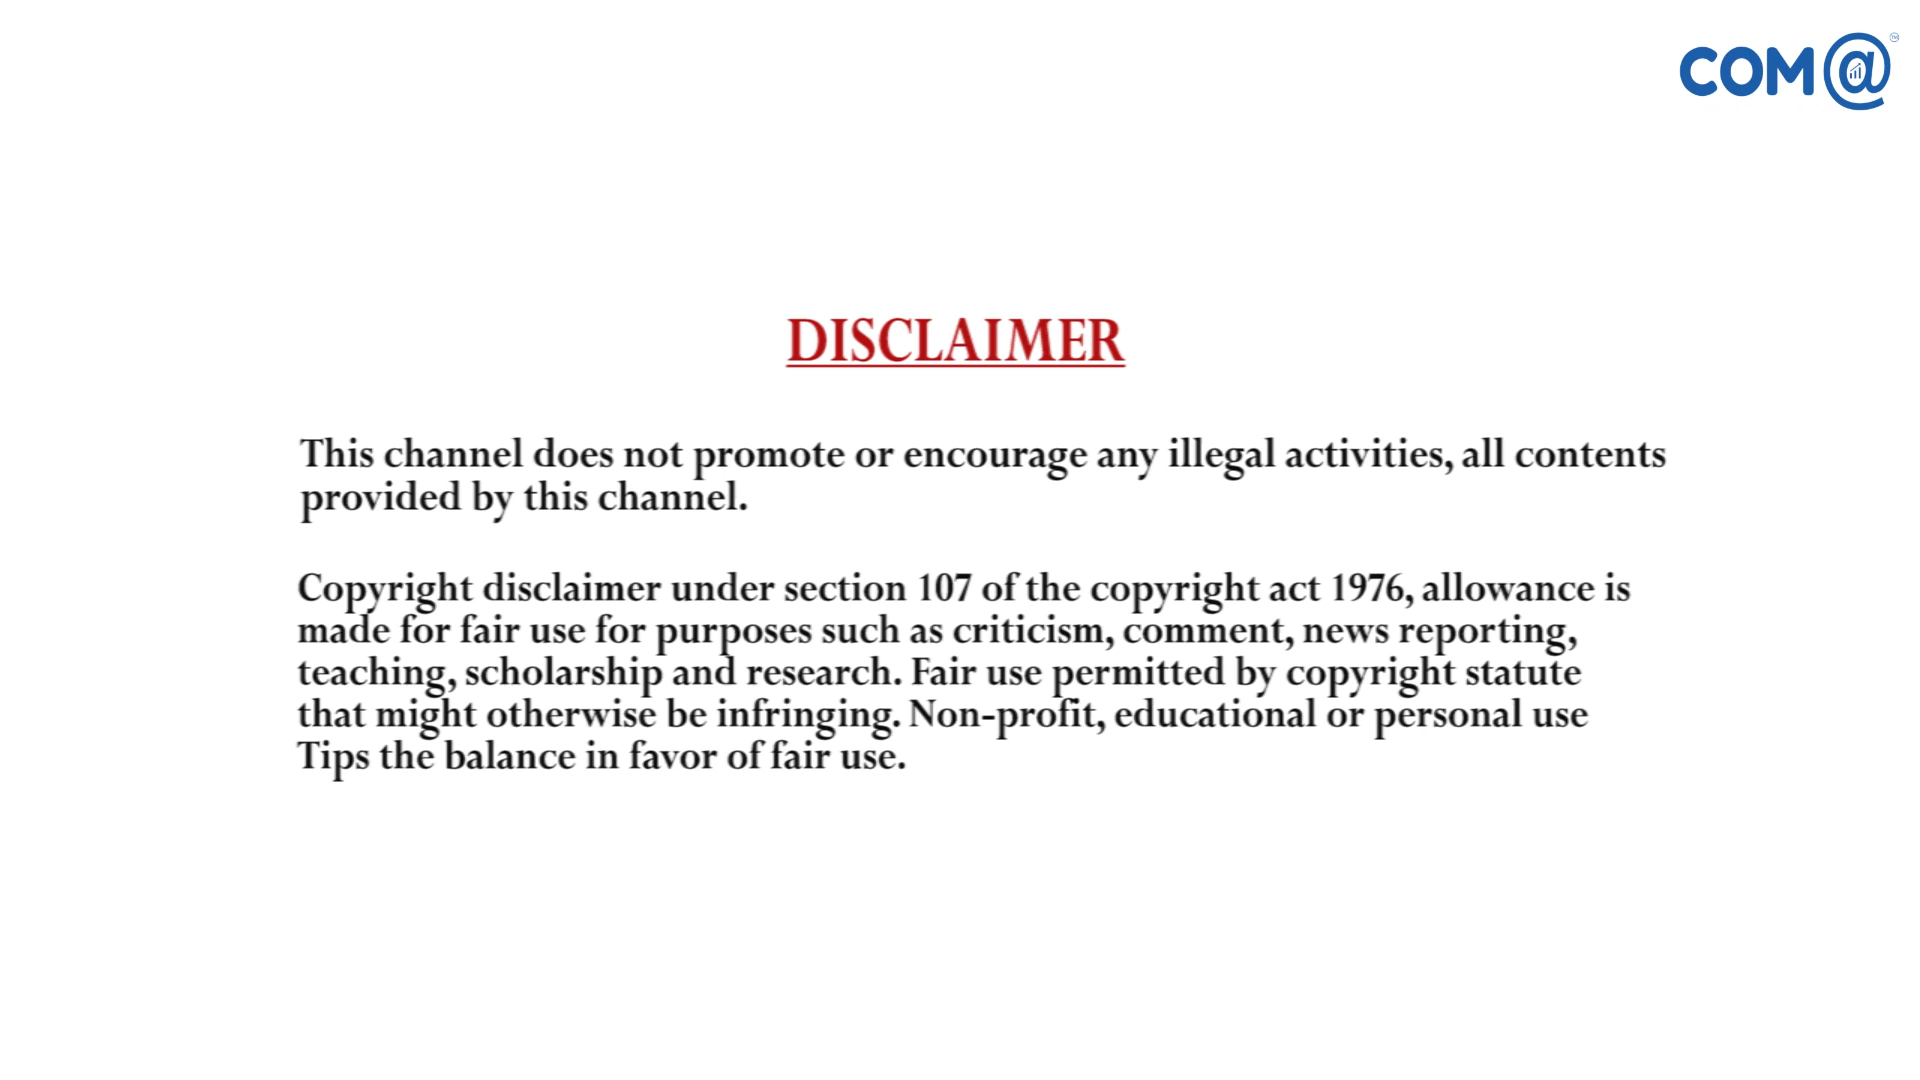 COM@
TM
DISCLAIMER
This channel does not promote or encourage any illegal activities, all contents
provided by this channel.
Copyright disclaimer under section 107 of the copyright act 1976, allowance is
made for fair use for purposes such as criticism, comment, news reporting,
teaching, scholarship and research. Fair use permitted by copyright statute
that might otherwise be infringing. Non-profit, educational or personal use
Tips the balance in favor of fair use.